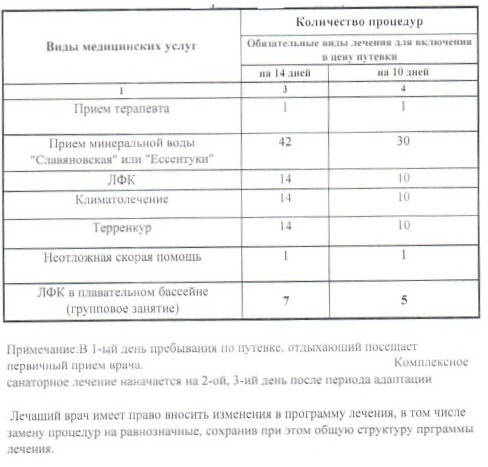 Виды медицинских услуг
Количество процедур
Обязательные виды лечения для включения
в цену путевки
на 14 дней на 10 дней
1 3 4
Прием терапевта 1 1
Прием минеральной воды 42 30
"Славяновская" или "Ессентуки"
ЛФК 14 10
Климатолечение 14 10
Терренкур 14 10
Неотложная скорая помощь 1 1
ЛФК в плавательном бассейне 7 5
(групповое занятие)
Примечание:В 1-ый день пребывания по путевке, отдыхающий посещает
первичный прием врача. Комплексное
санаторное лечение наначается на 2-ой, 3-ий день после периода адаптации
Лечащий врач имеет право вносить изменения в программу лечения, в том числе
замену процедур на равнозначные, сохранив при этом общую структуру прграммы
лечения.